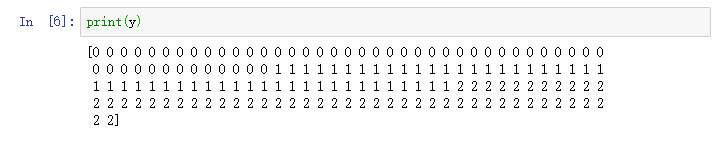 In [6]: print(y)
[0 0 0 0 0 0 0 0 0 0 0 0 0 0 0 0 0 0 0 0 0 0 0 0 0 0 0 0 0 0 0 0 0 0 0 0 0
0 0 0 0 0 0 0 0 0 0 0 0 0 1 1 1 1 1 1 1 1 1 1 1 1 1 1 1 1 1 1 1 1 1 1 1 1
1 1 1 1 1 1 1 1 1 1 1 1 1 1 1 1 1 1 1 1 1 1 1 1 1 1 2 2 2 2 2 2 2 2 2 2 2
2 2 2 2 2 2 2 2 2 2 2 2 2 2 2 2 2 2 2 2 2 2 2 2 2 2 2 2 2 2 2 2 2 2 2 2 2
2 2]